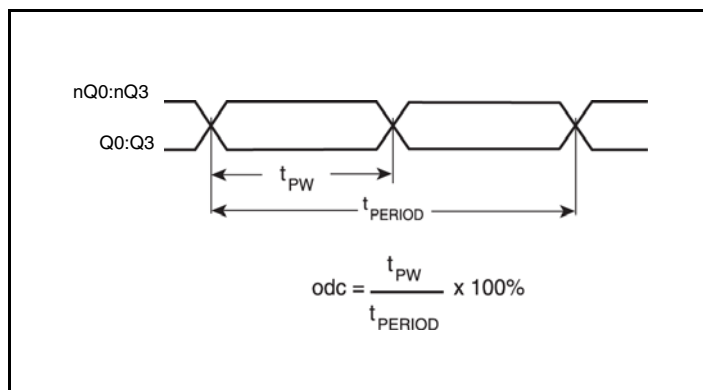 nQ0:nQ3
Q0:Q3
tPW
tPERIOD
odc = tPW / tPERIOD x 100%